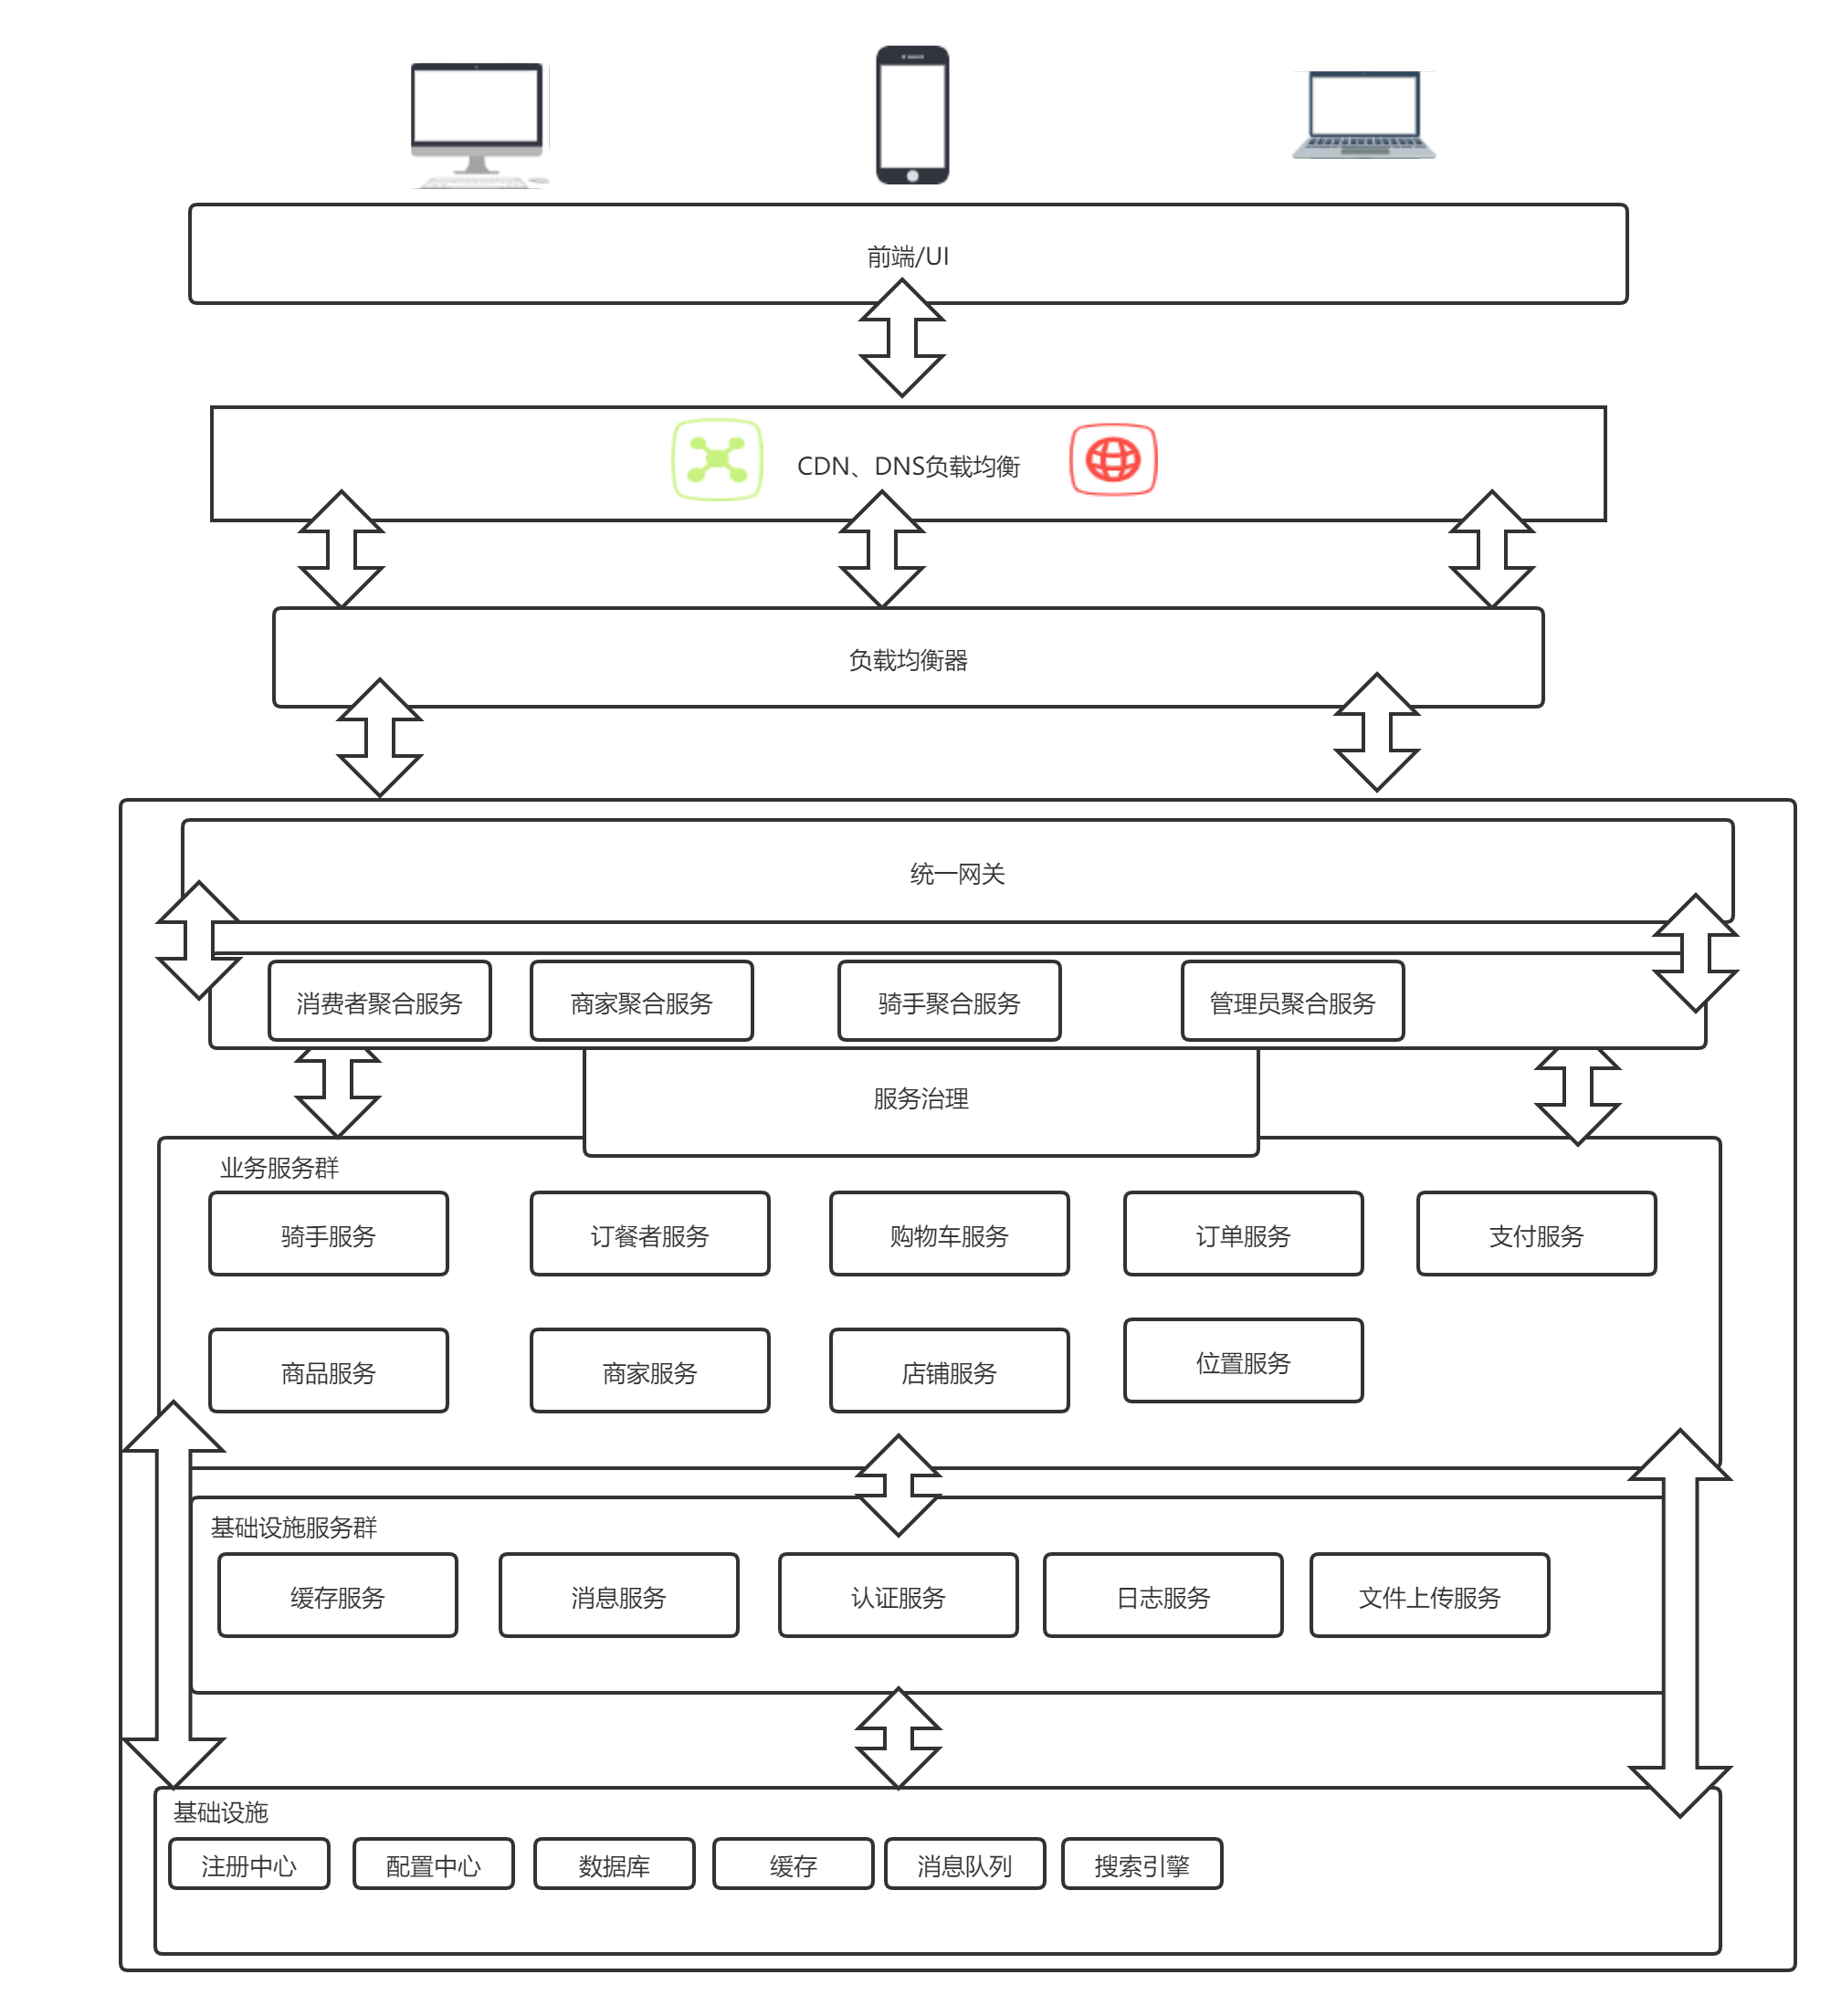 前端/UI
CDN、DNS负载均衡
负载均衡器
统一网关
消费者聚合服务
商家聚合服务
骑手聚合服务
管理员聚合服务
服务治理
业务服务群
骑手服务
订餐者服务
购物车服务
订单服务
支付服务
商品服务
商家服务
店铺服务
位置服务
基础设施服务群
缓存服务
消息服务
认证服务
日志服务
文件上传服务
基础设施
注册中心
配置中心
数据库
缓存
消息队列
搜索引擎